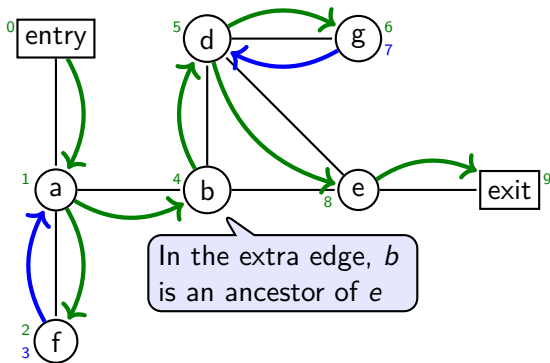 0 entry
5 d
g 6
7
1 a
4 b
e 8
exit 9
In the extra edge, b
is an ancestor of e
2
3 f